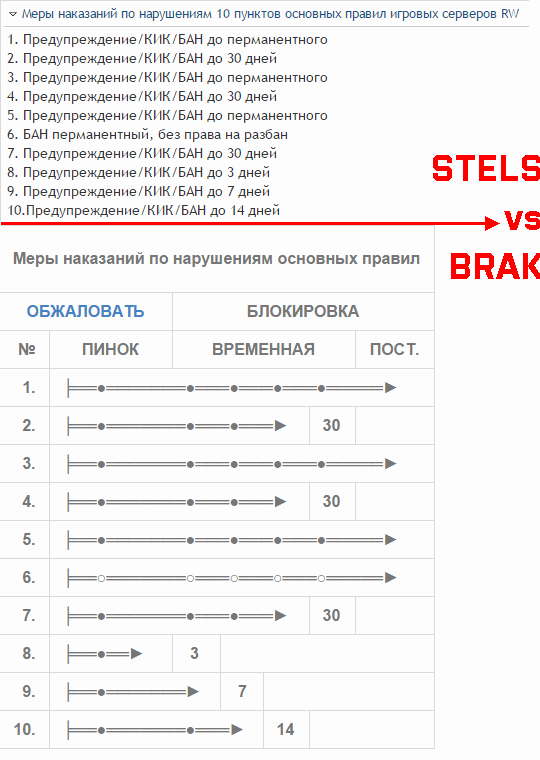 Меры наказаний по нарушениям 10 пунктов основных правил игровых серверов RW
1. Предупреждение/КИК/БАН до перманентного
2. Предупреждение/КИК/БАН до 30 дней
3. Предупреждение/КИК/БАН до перманентного
4. Предупреждение/КИК/БАН до 30 дней
5. Предупреждение/КИК/БАН до перманентного
6. БАН перманентный, без права на разбан
7. Предупреждение/КИК/БАН до 30 дней
8. Предупреждение/КИК/БАН до 3 дней
9. Предупреждение/КИК/БАН до 7 дней
10.Предупреждение/КИК/БАН до 14 дней
STELS
vs
BRAK
Меры наказаний по нарушениям основных правил
ОБЖАЛОВАТЬ БЛОКИРОВКА
№ ПИНОК ВРЕМЕННАЯ ПОСТ.
1.
2. 30
3.
4. 30
5.
6.
7. 30
8. 3
9. 7
10. 14